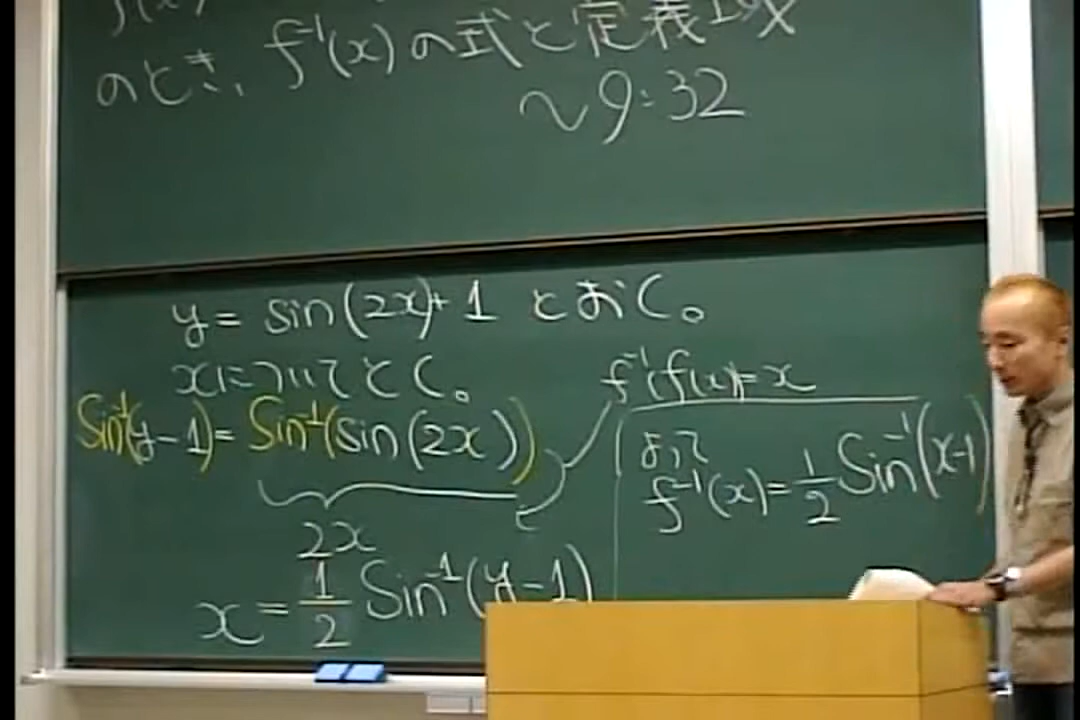 f(x)
のとき、f⁻¹(x)の式と定義
~9:32
y = sin(2x)+1 とおく。
xについてとく。
Sin⁻¹(y-1) = Sin⁻¹(sin(2x))
2x
x = 1/2 Sin⁻¹(y-1)
f⁻¹(f(x))=x
よって
f⁻¹(x)=1/2 Sin⁻¹(x-1)